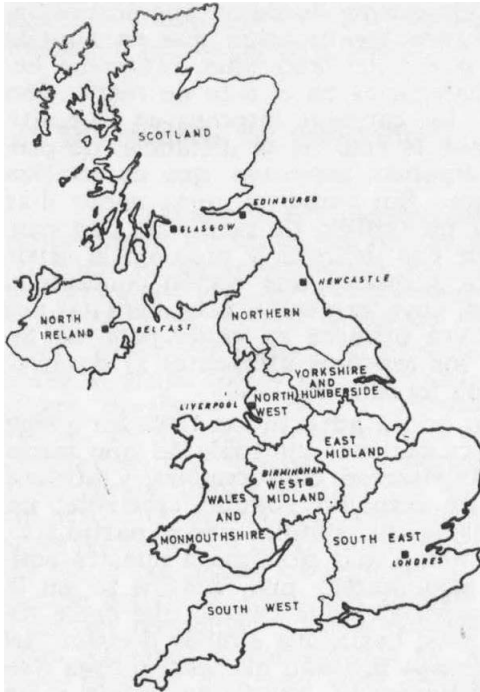 SCOTLAND
EDINBURGO
GLASGOW
NEWCASTLE
NORTHERN
NORTH
IRELAND
BELFAST
YORKSHIRE
AND
HUMBERSIDE
NORTH
WEST
LIVERPOOL
EAST
MIDLAND
BIRMINGHAM
WEST
MIDLAND
WALES
AND
MONMOUTHSHIRE
SOUTH EAST
LONDRES
SOUTH WEST